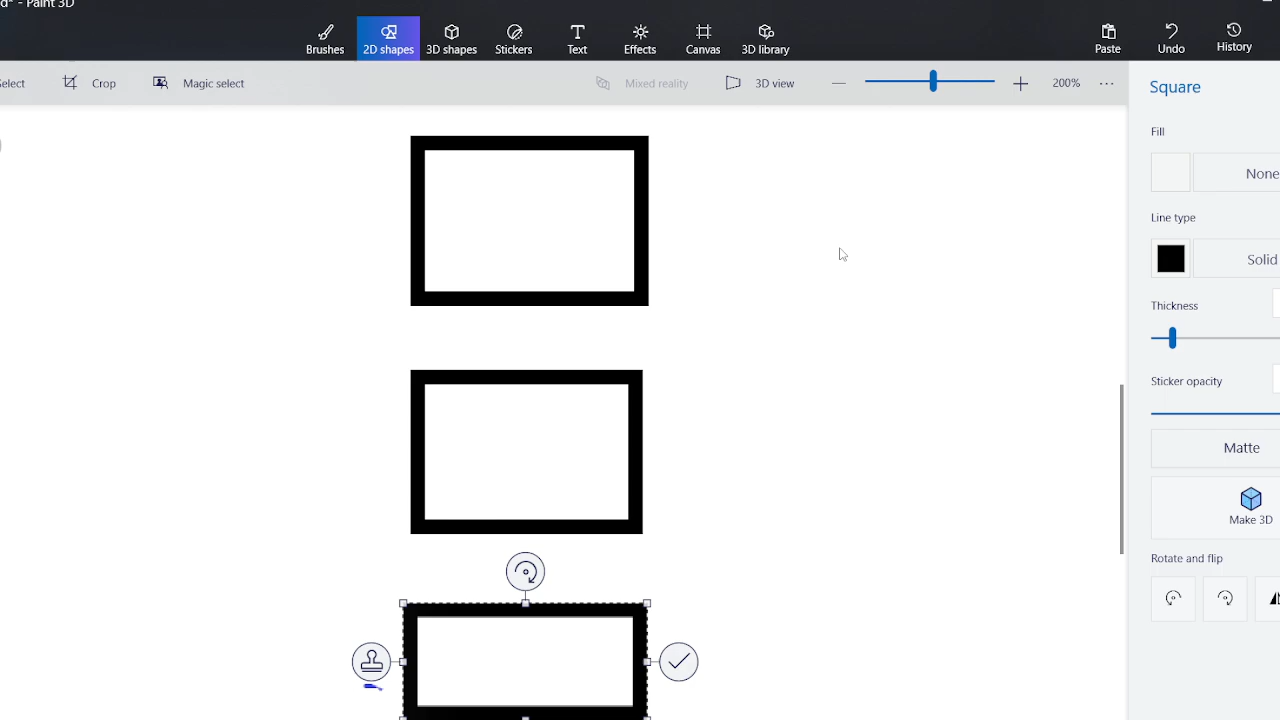 d* - Paint 3D
Brushes 2D shapes 3D shapes Stickers Text Effects Canvas 3D library Paste Undo History
elect Crop Magic select Mixed reality 3D view 200% ...
Square
Fill
None
Line type
Solid
Thickness
Sticker opacity
Matte
Make 3D
Rotate and flip